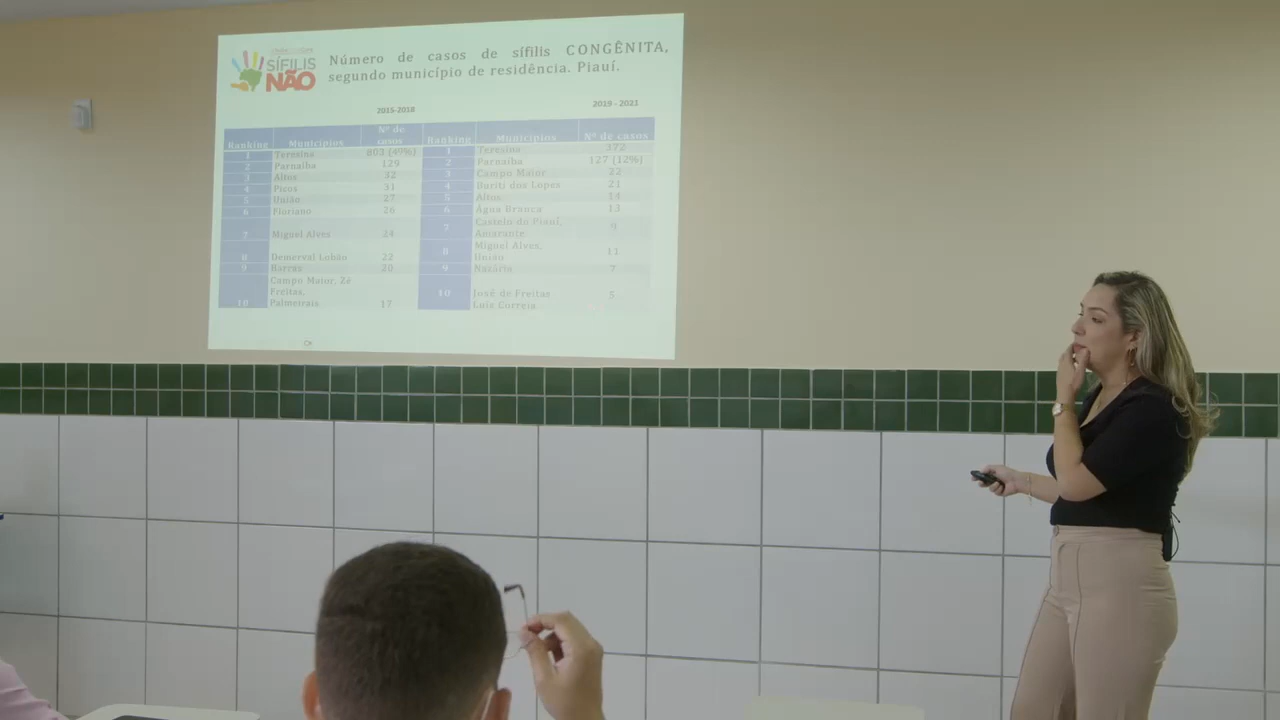 SÍFILIS
NÃO
Número de casos de sífilis CONGÊNITA,
segundo município de residência. Piauí.
2015-2018
2019 - 2021
Ranking Municípios Nº de casos Ranking Municípios Nº de casos
1 Teresina 803 (49%) 1 Teresina 372
2 Parnaíba 129 2 Parnaíba 127 (12%)
3 Altos 32 3 Campo Maior 22
4 Picos 31 4 Buriti dos Lopes 21
5 União 27 5 Altos 14
6 Floriano 26 6 Água Branca 13
7 Miguel Alves 24 7 Castelo do Piauí, Amarante 9
8 Demerval Lobão 22 8 Miguel Alves, União 11
9 Barras 20 9 Nazário 7
10 Campo Maior, Zé Freitas, Palmeirais 17 10 José de Freitas Luis Correia 5